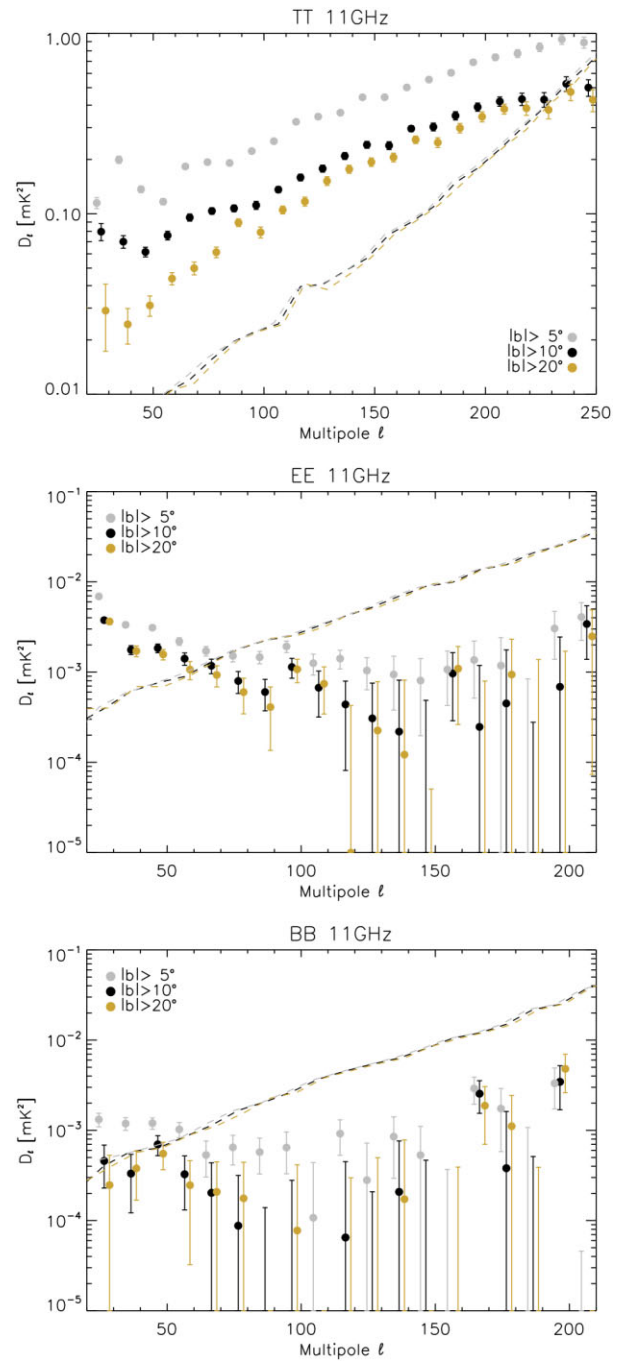 TT 11GHz
1.00
0.10
0.01
D_ℓ [mK²]
|b|> 5°
|b|>10°
|b|>20°
50 100 150 200 250
Multipole ℓ
EE 11GHz
10⁻¹
10⁻²
10⁻³
10⁻⁴
10⁻⁵
D_ℓ [mK²]
|b|> 5°
|b|>10°
|b|>20°
50 100 150 200
Multipole ℓ
BB 11GHz
10⁻¹
10⁻²
10⁻³
10⁻⁴
10⁻⁵
D_ℓ [mK²]
|b|> 5°
|b|>10°
|b|>20°
50 100 150 200
Multipole ℓ